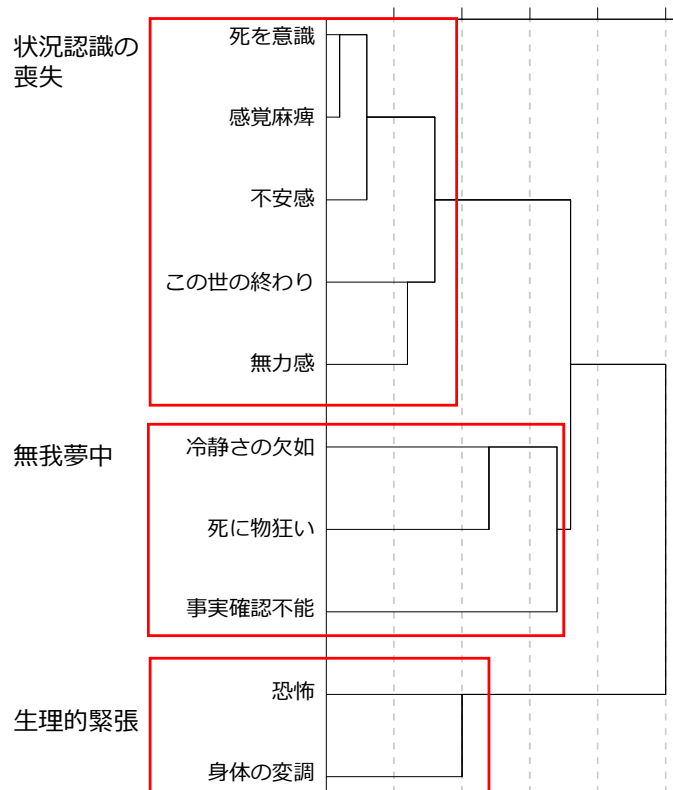 状況認識の
喪失
死を意識
感覚麻痺
不安感
この世の終わり
無力感
無我夢中
冷静さの欠如
死に物狂い
事実確認不能
生理的緊張
恐怖
身体の変調